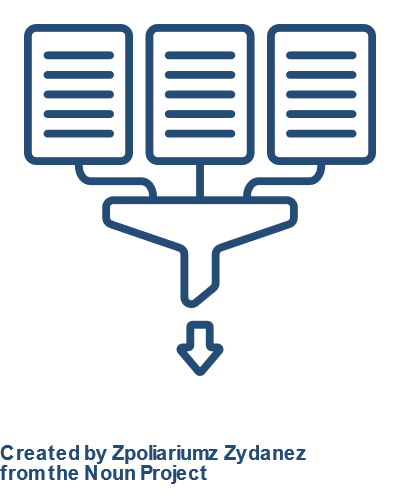 Created by Zpoliariumz Zydanez
from the Noun Project